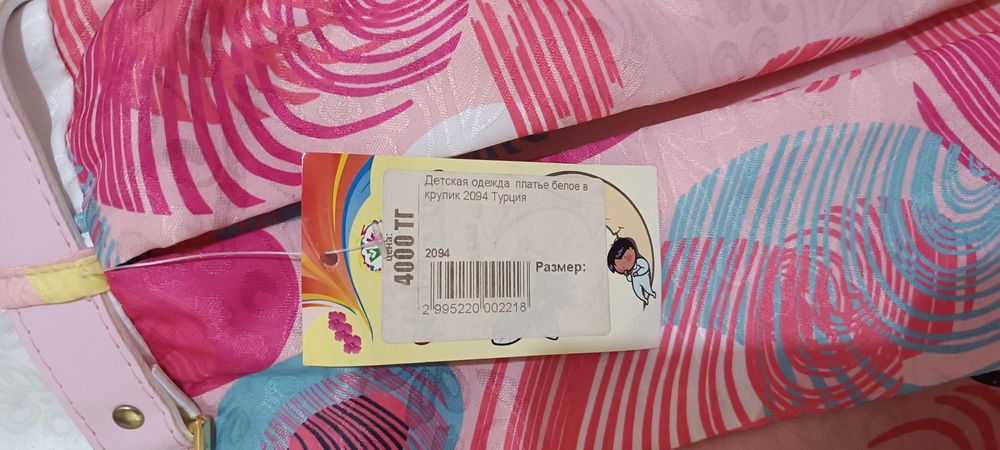 Детская одежда платье белое в
крупик 2094 Турция
цена:
4000 ТГ
2094
Размер:
2 995220 002218